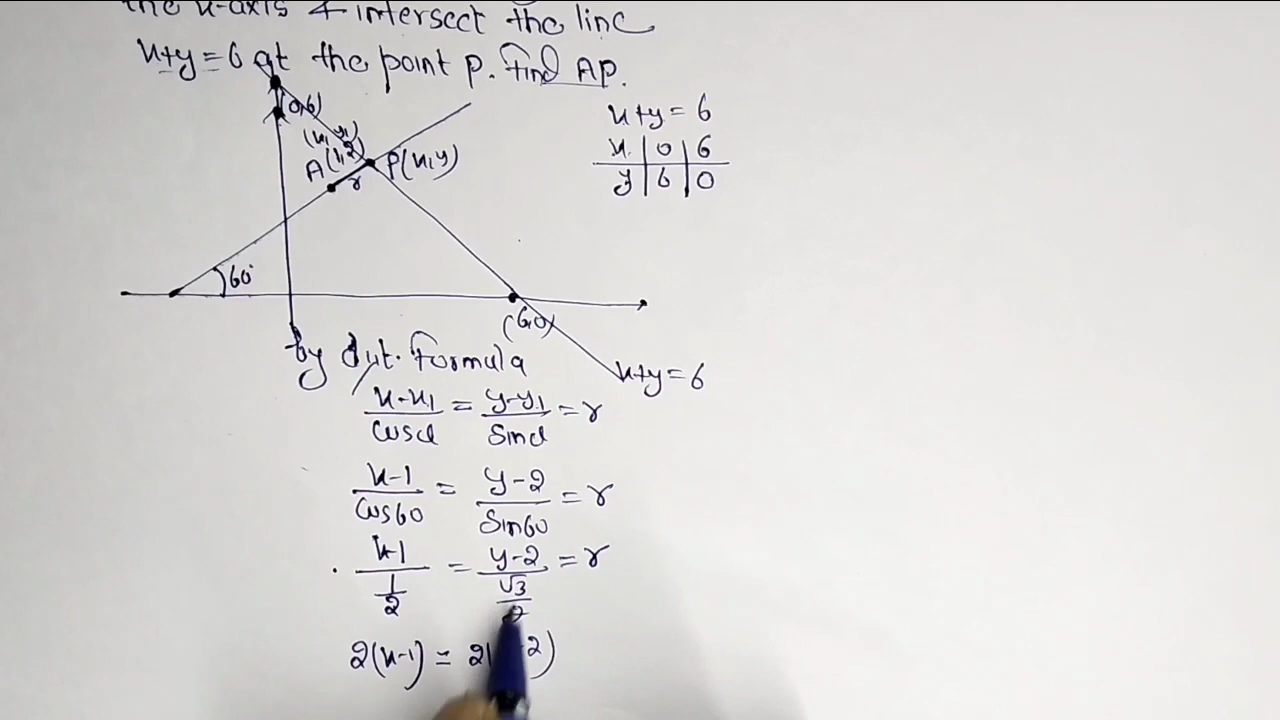 the x-axis & intersect the line
x+y=6 at the point P. Find AP.
(0,6)
(x1 y1)
A(1,2)
P(x,y)
r
60°
(6,0)
x+y=6
x+y=6
x | 0 | 6
y | 6 | 0
by dist. Formula
x-x1/cosα = y-y1/sinα = r
x-1/cos60 = y-2/sin60 = r
x-1/(1/2) = y-2/(√3/2) = r
2(x-1) = 2( -2)